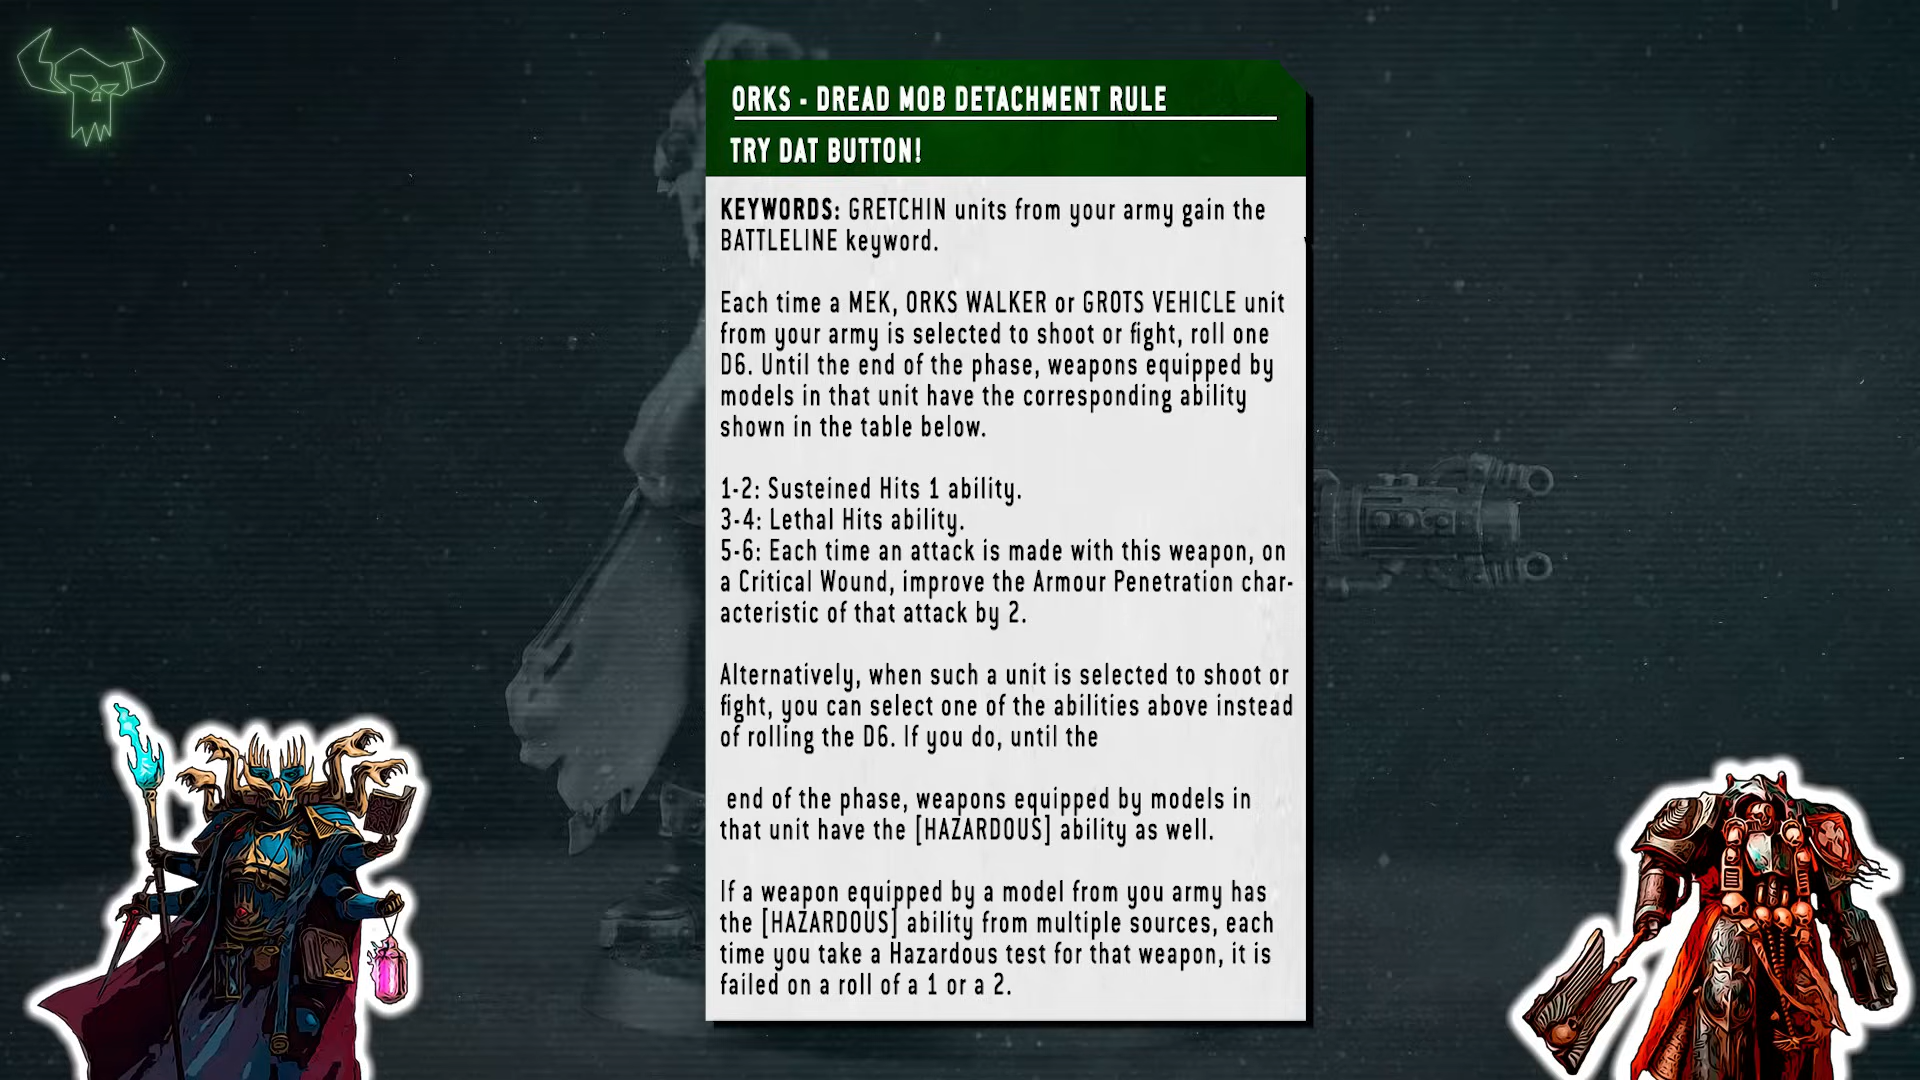 ORKS - DREAD MOB DETACHMENT RULE
TRY DAT BUTTON!
KEYWORDS: GRETCHIN units from your army gain the
BATTLELINE keyword.
Each time a MEK, ORKS WALKER or GROTS VEHICLE unit
from your army is selected to shoot or fight, roll one
D6. Until the end of the phase, weapons equipped by
models in that unit have the corresponding ability
shown in the table below.
1-2: Susteined Hits 1 ability.
3-4: Lethal Hits ability.
5-6: Each time an attack is made with this weapon, on
a Critical Wound, improve the Armour Penetration char-
acteristic of that attack by 2.
Alternatively, when such a unit is selected to shoot or
fight, you can select one of the abilities above instead
of rolling the D6. If you do, until the
end of the phase, weapons equipped by models in
that unit have the [HAZARDOUS] ability as well.
If a weapon equipped by a model from you army has
the [HAZARDOUS] ability from multiple sources, each
time you take a Hazardous test for that weapon, it is
failed on a roll of a 1 or a 2.